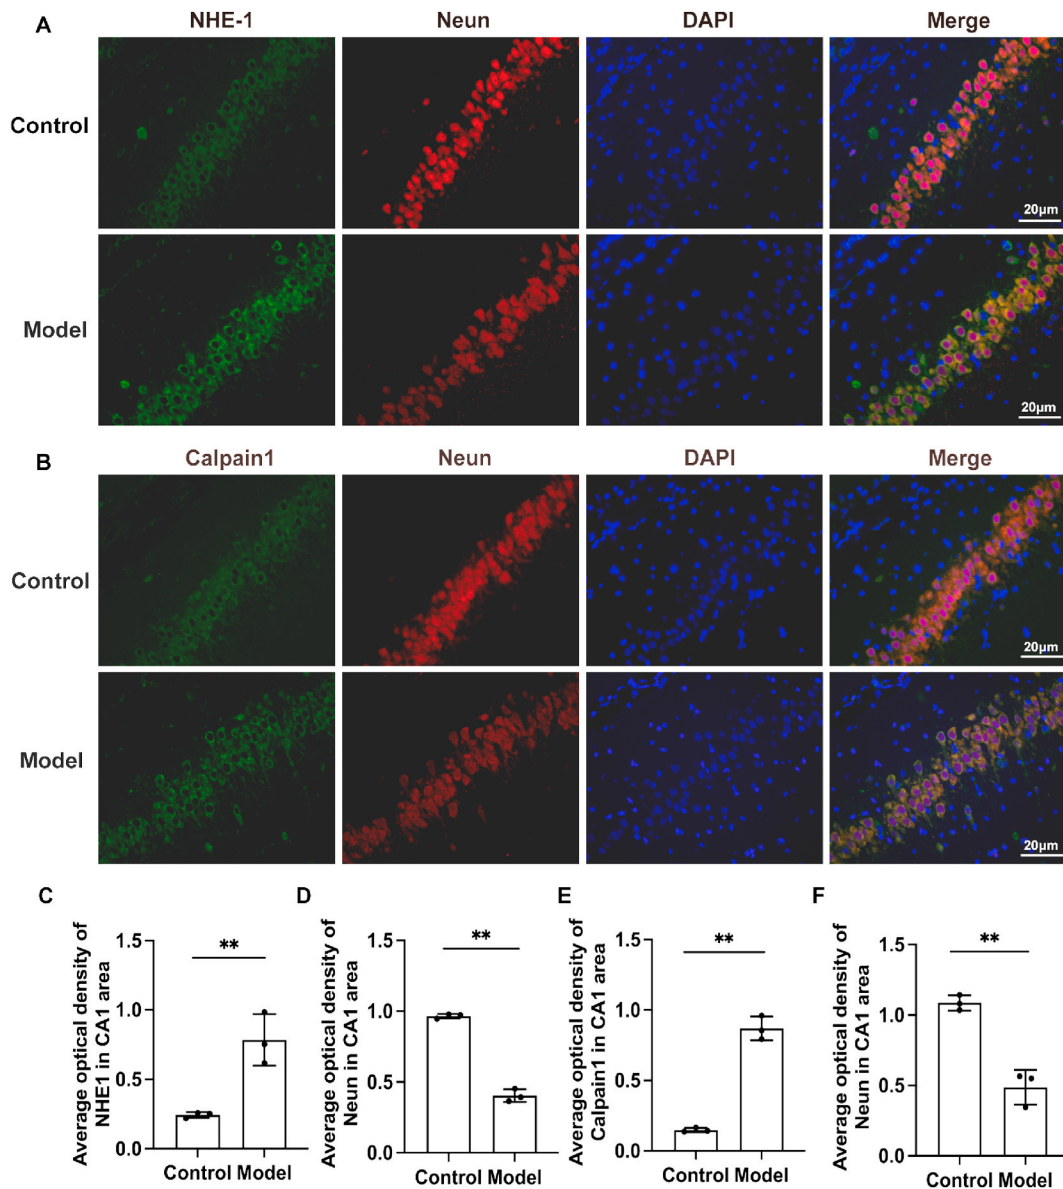 A
NHE-1 Neun DAPI Merge
Control
20μm
Model
20μm
B
Calpain1 Neun DAPI Merge
Control
20μm
Model
20μm
C D E F
Average optical density of
NHE1 in CA1 area
1.5
1.0
0.5
0.0
**
Control Model
Average optical density of
Neun in CA1 area
1.5
1.0
0.5
0.0
**
Control Model
Average optical density of
Calpain1 in CA1 area
1.5
1.0
0.5
0.0
**
Control Model
Average optical density of
Neun in CA1 area
1.5
1.0
0.5
0.0
**
Control Model